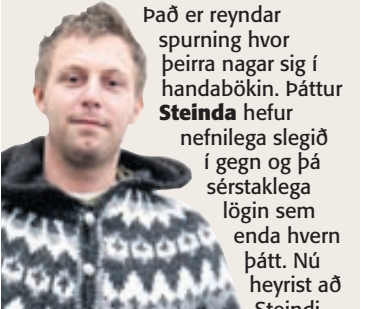 Það er reyndar
spurning hvor
þeirra nagar sig í
handabökin. Þáttur
Steinda hefur
nefnilega slegið
í gegn og þá
sérstaklega
lögin sem
enda hvern
þátt. Nú
heyrist að
Steindi